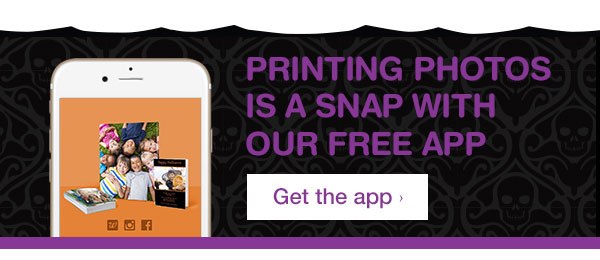 PRINTING PHOTOS
IS A SNAP WITH
OUR FREE APP
Get the app ›